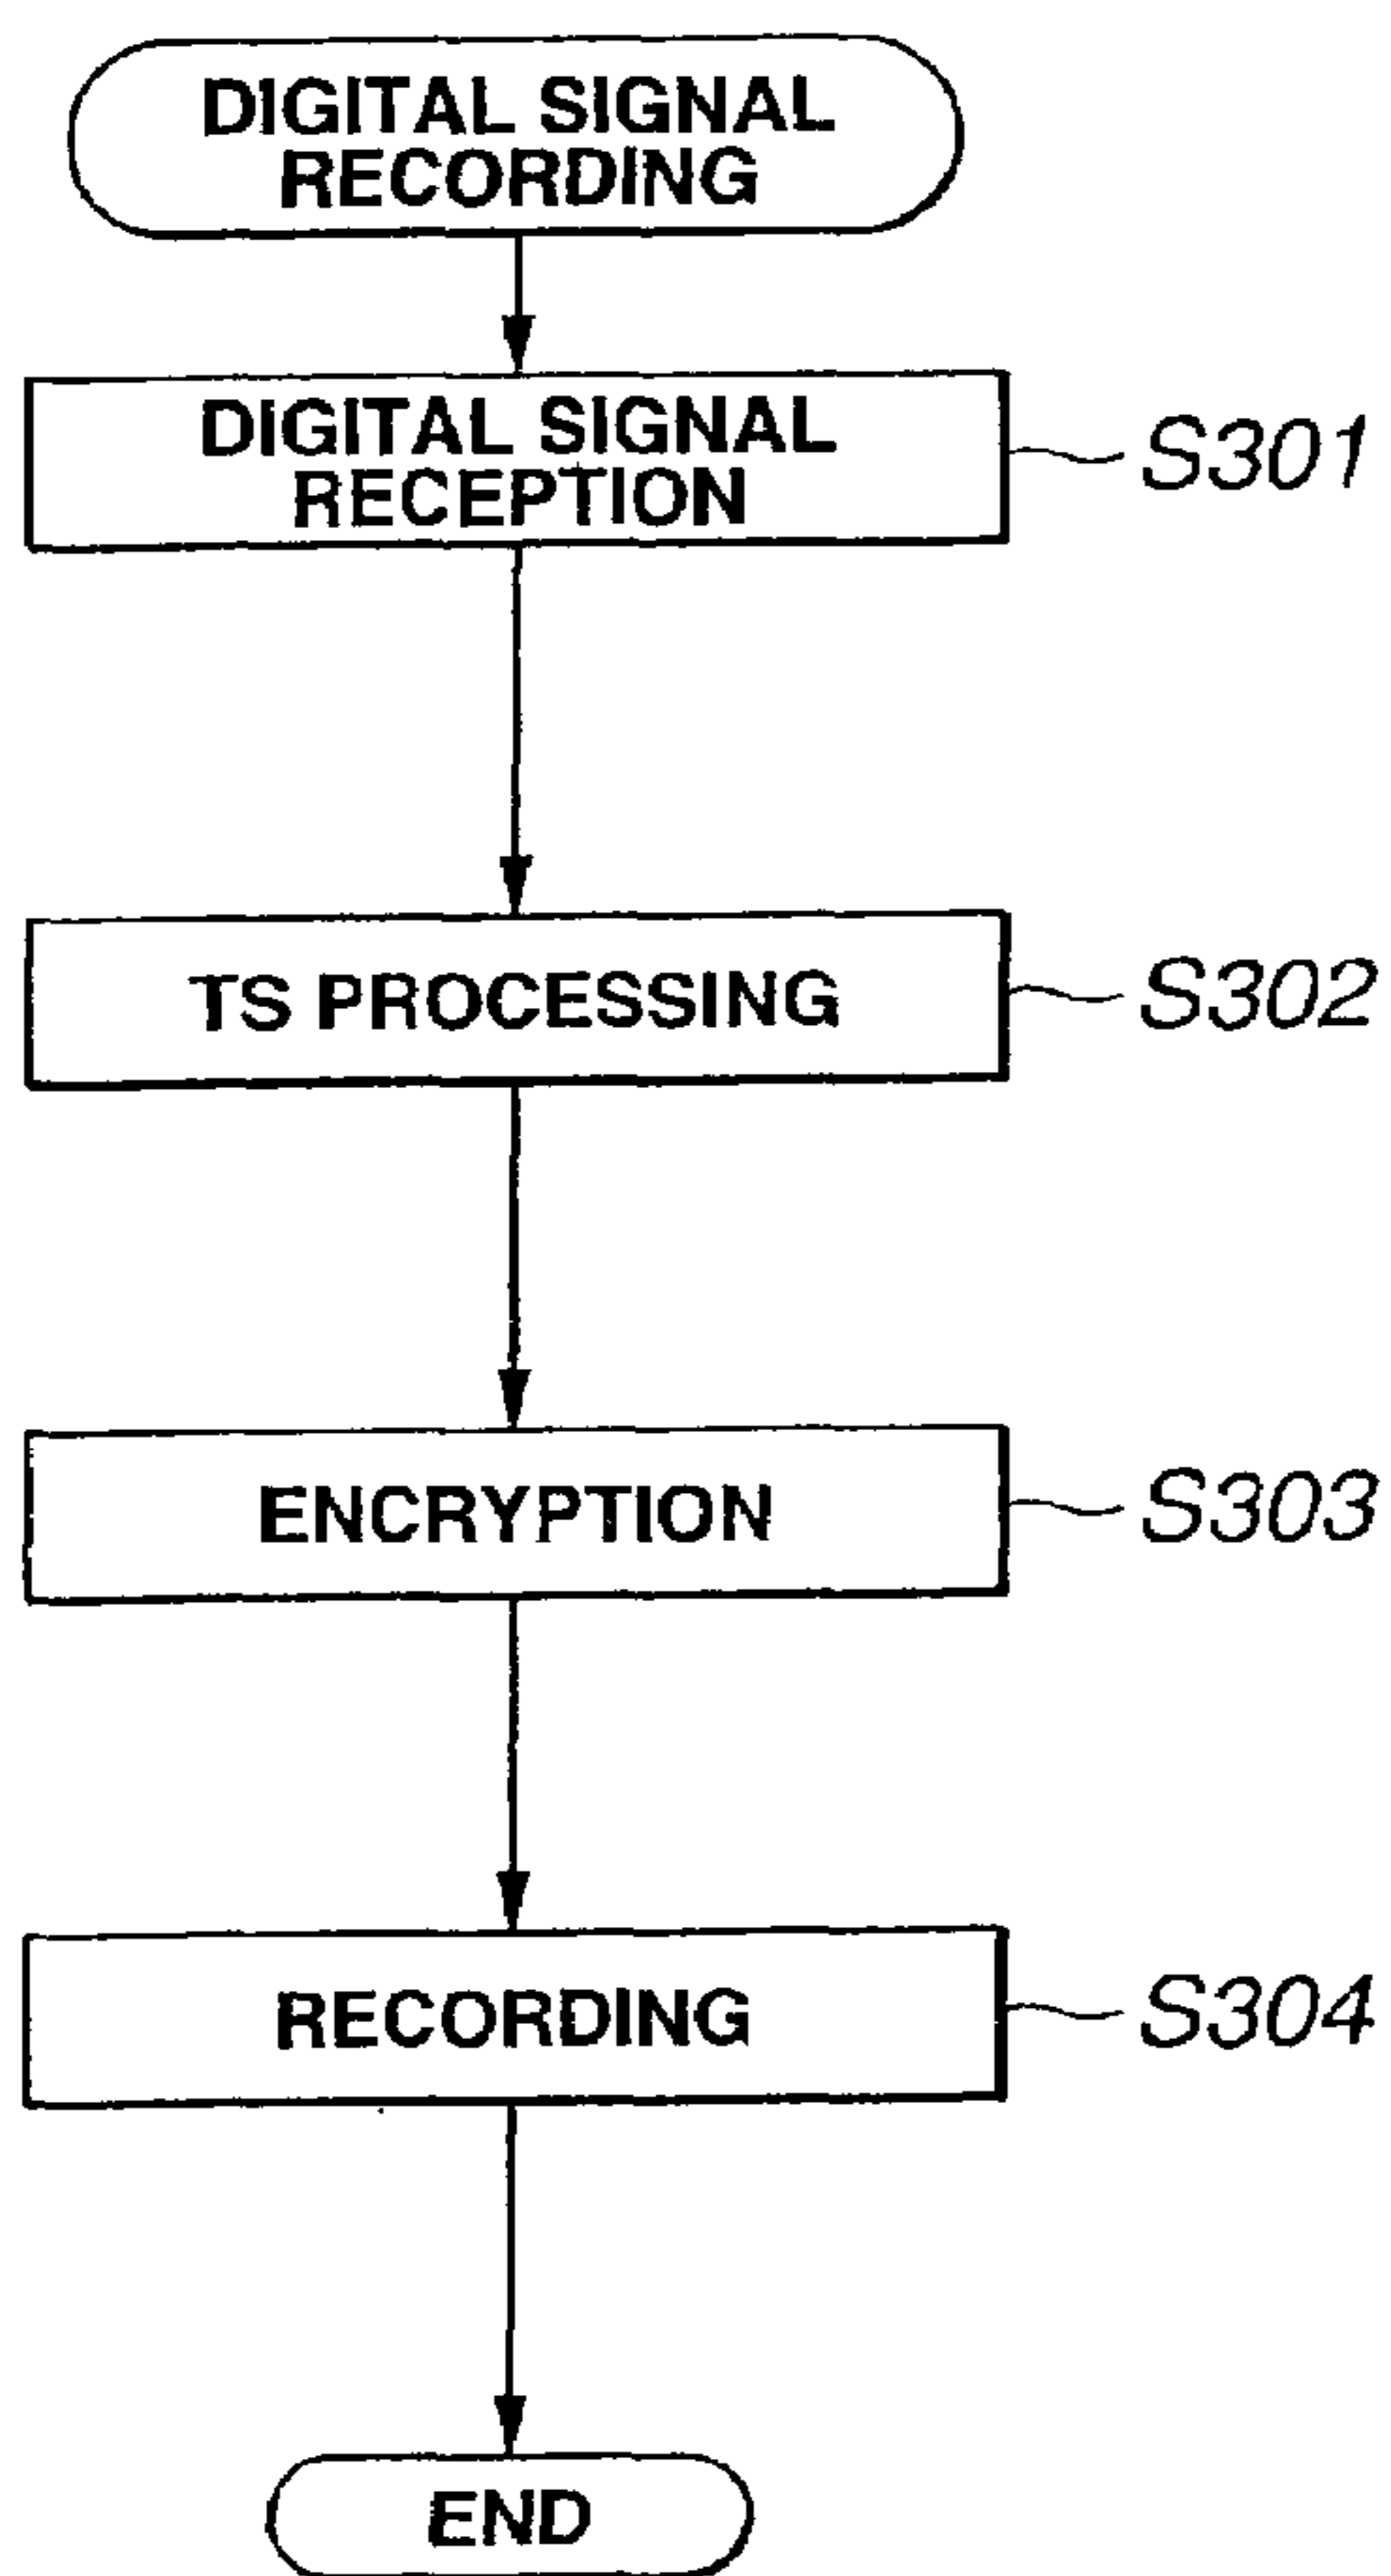 DIGITAL SIGNAL
RECORDING
DIGITAL SIGNAL
RECEPTION
S301
TS PROCESSING
S302
ENCRYPTION
S303
RECORDING
S304
END